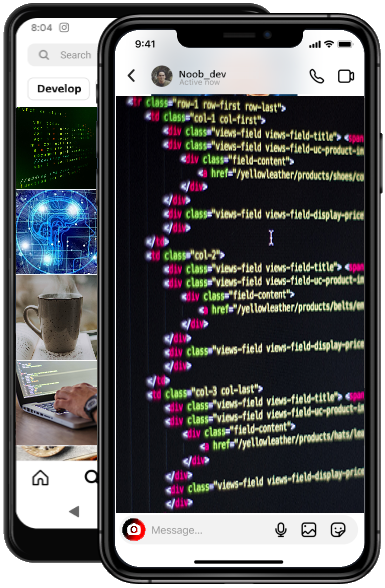 8:04
Search
Develop
9:41
Noob_dev
Active now
<tr class="row-1 row-first row-last">
<td class="col-1 col-first">
<div class="views-field views-field-title"> <span
<div class="views-field views-field-uc-product-im
<div class="field-content">
<a href="/yellowleather/products/shoes/co
</div>
</div>
<div class="views-field views-field-display-price
</div>
</td>
<td class="col-2">
<div class="views-field views-field-title"> <span
<div class="views-field views-field-uc-product-im
<div class="field-content">
<a href="/yellowleather/products/belts/em
</div>
</div>
<div class="views-field views-field-display-price
</div>
</td>
<td class="col-3 col-last">
<div class="views-field views-field-title"> <span
<div class="views-field views-field-uc-product-im
<div class="field-content">
<a href="/yellowleather/products/hats/lea
</div>
</div>
<div class="views-field views-field-display-price
</div>
Message...